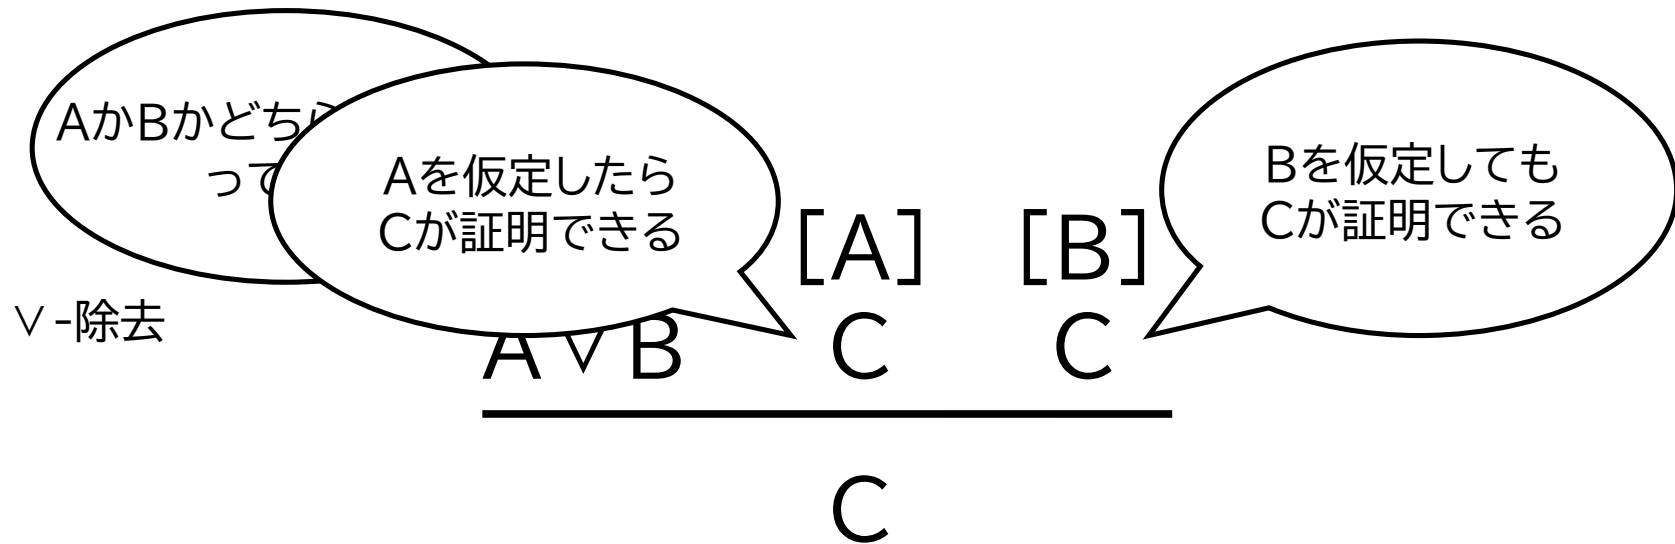 AかBかどち
って
Aを仮定したら
Cが証明できる
Bを仮定しても
Cが証明できる
[A] [B]
∨-除去
A∨B C C
C